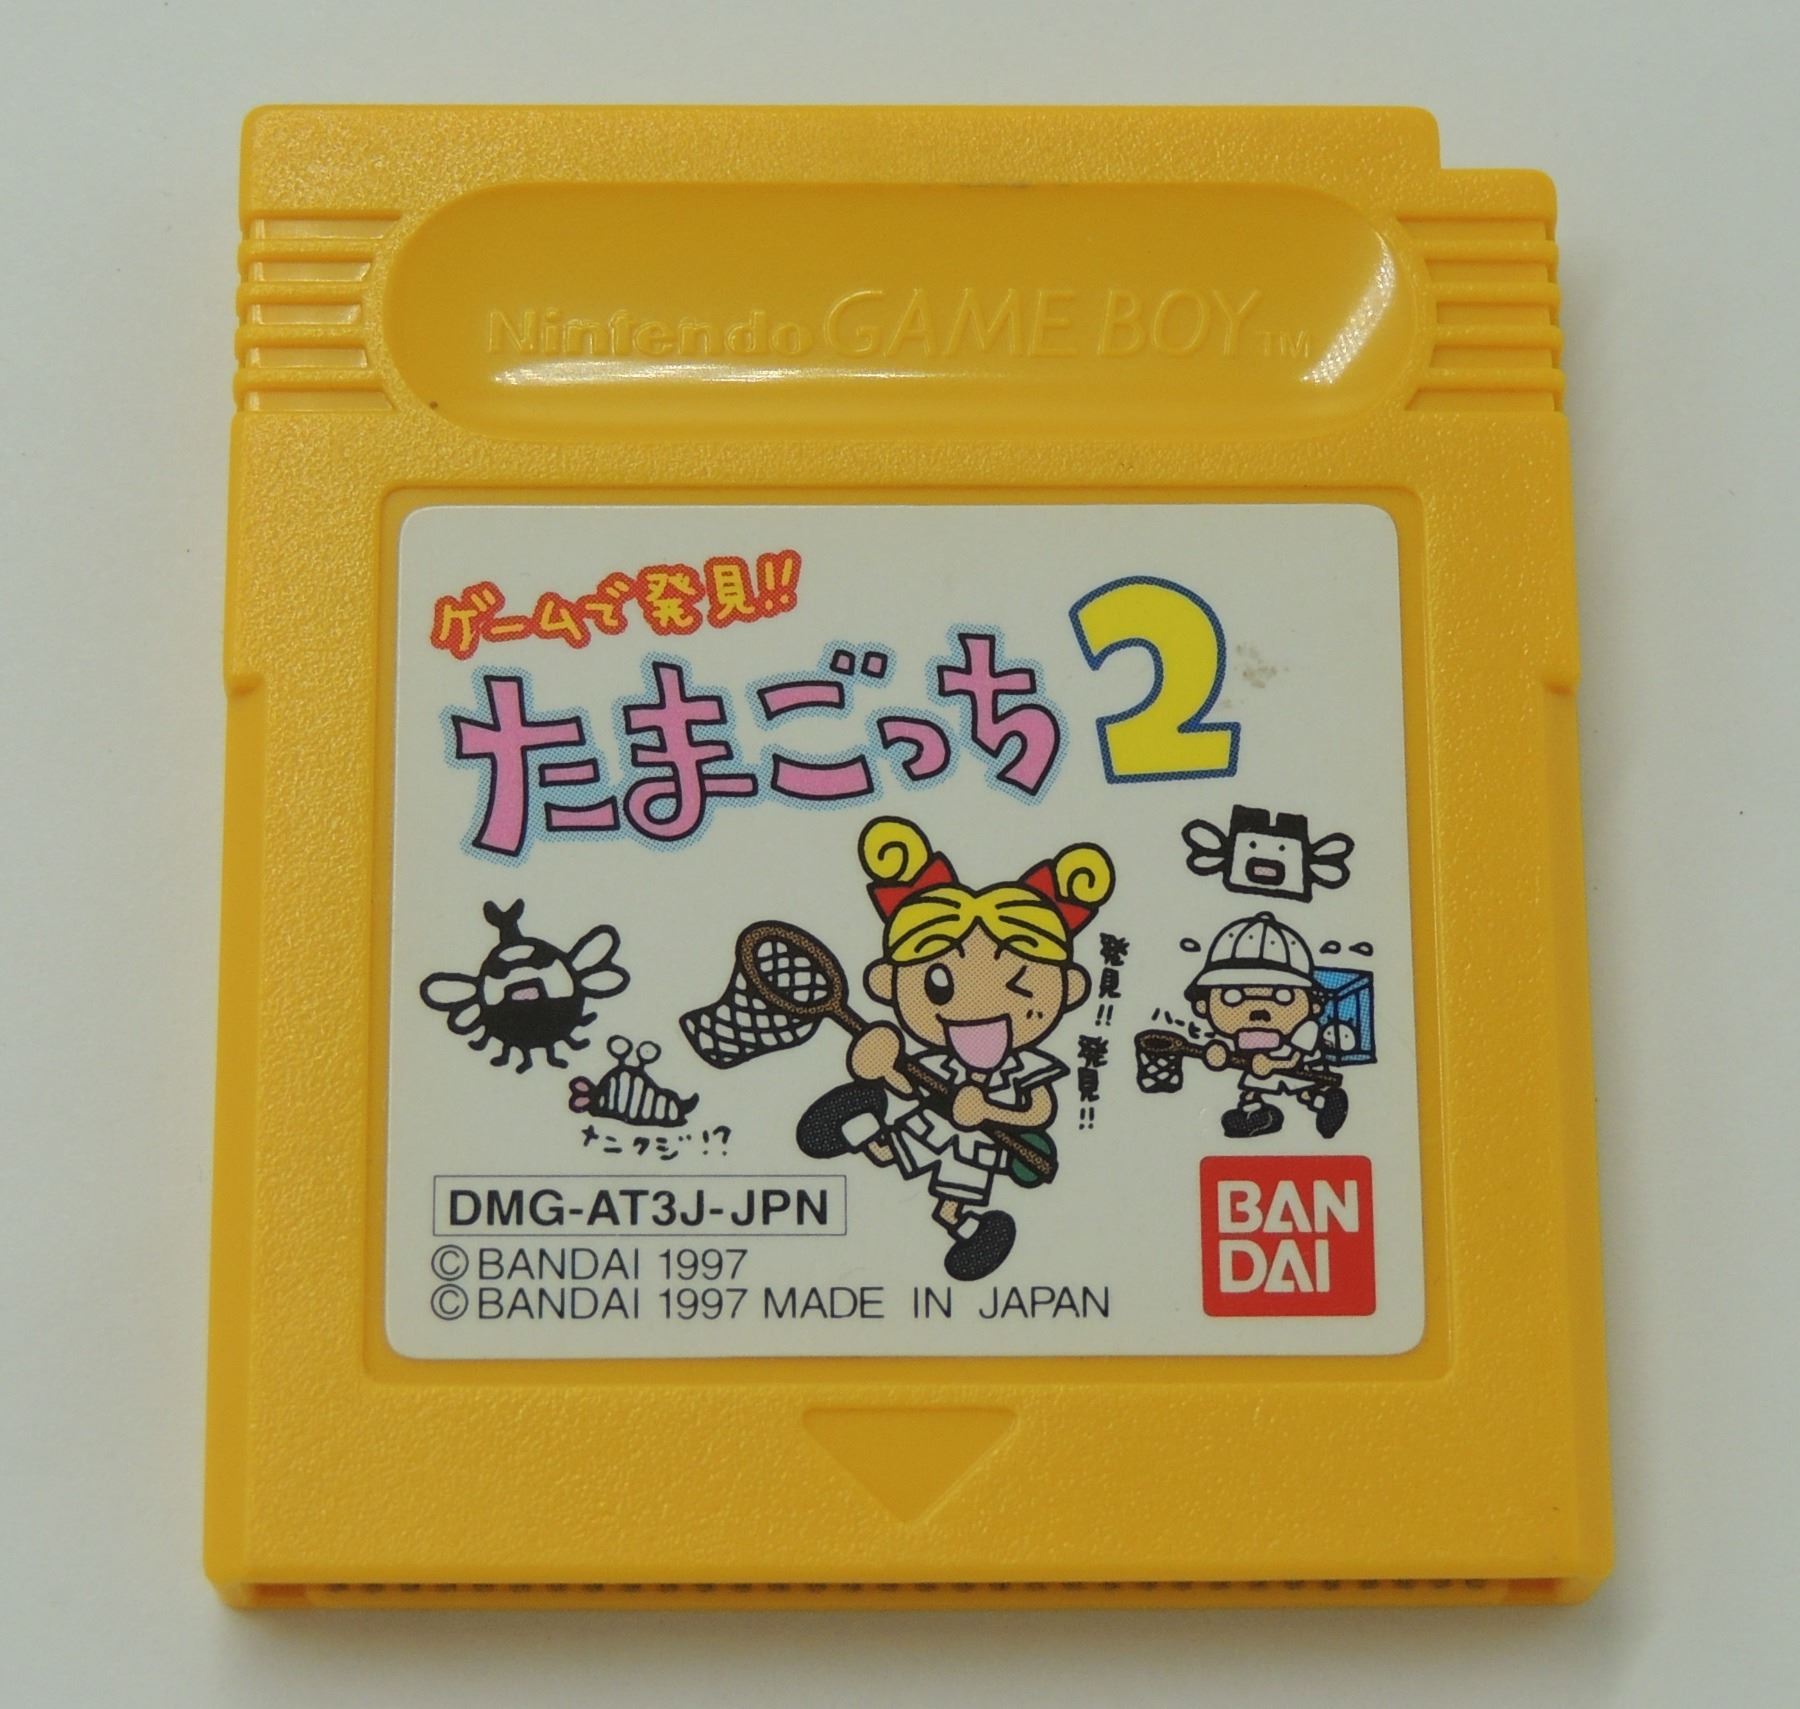 Nintendo GAME BOY™
ゲームで発見!!
たまごっち2
発見!!
発見!!
ハーヒー
ナニクジ!?
DMG-AT3J-JPN
BAN
DAI
©BANDAI 1997
©BANDAI 1997 MADE IN JAPAN